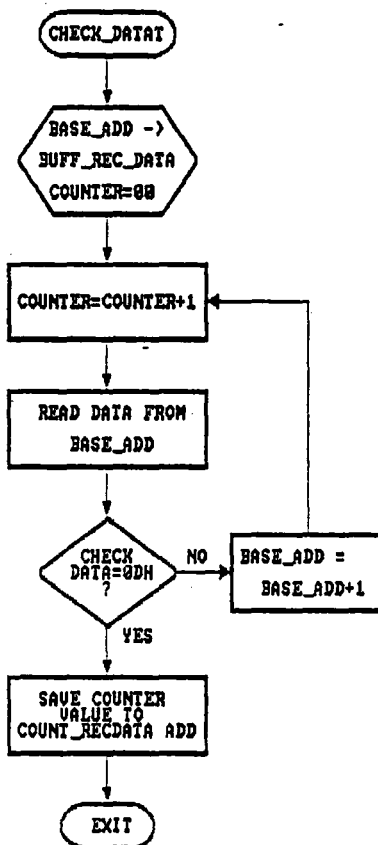 CHECK_DATAT
BASE_ADD ->
BUFF_REC_DATA
COUNTER=00
COUNTER=COUNTER+1
READ DATA FROM
BASE_ADD
CHECK
DATA=0DH
?
NO
BASE_ADD =
BASE_ADD+1
YES
SAVE COUNTER
VALUE TO
COUNT_RECDATA ADD
EXIT